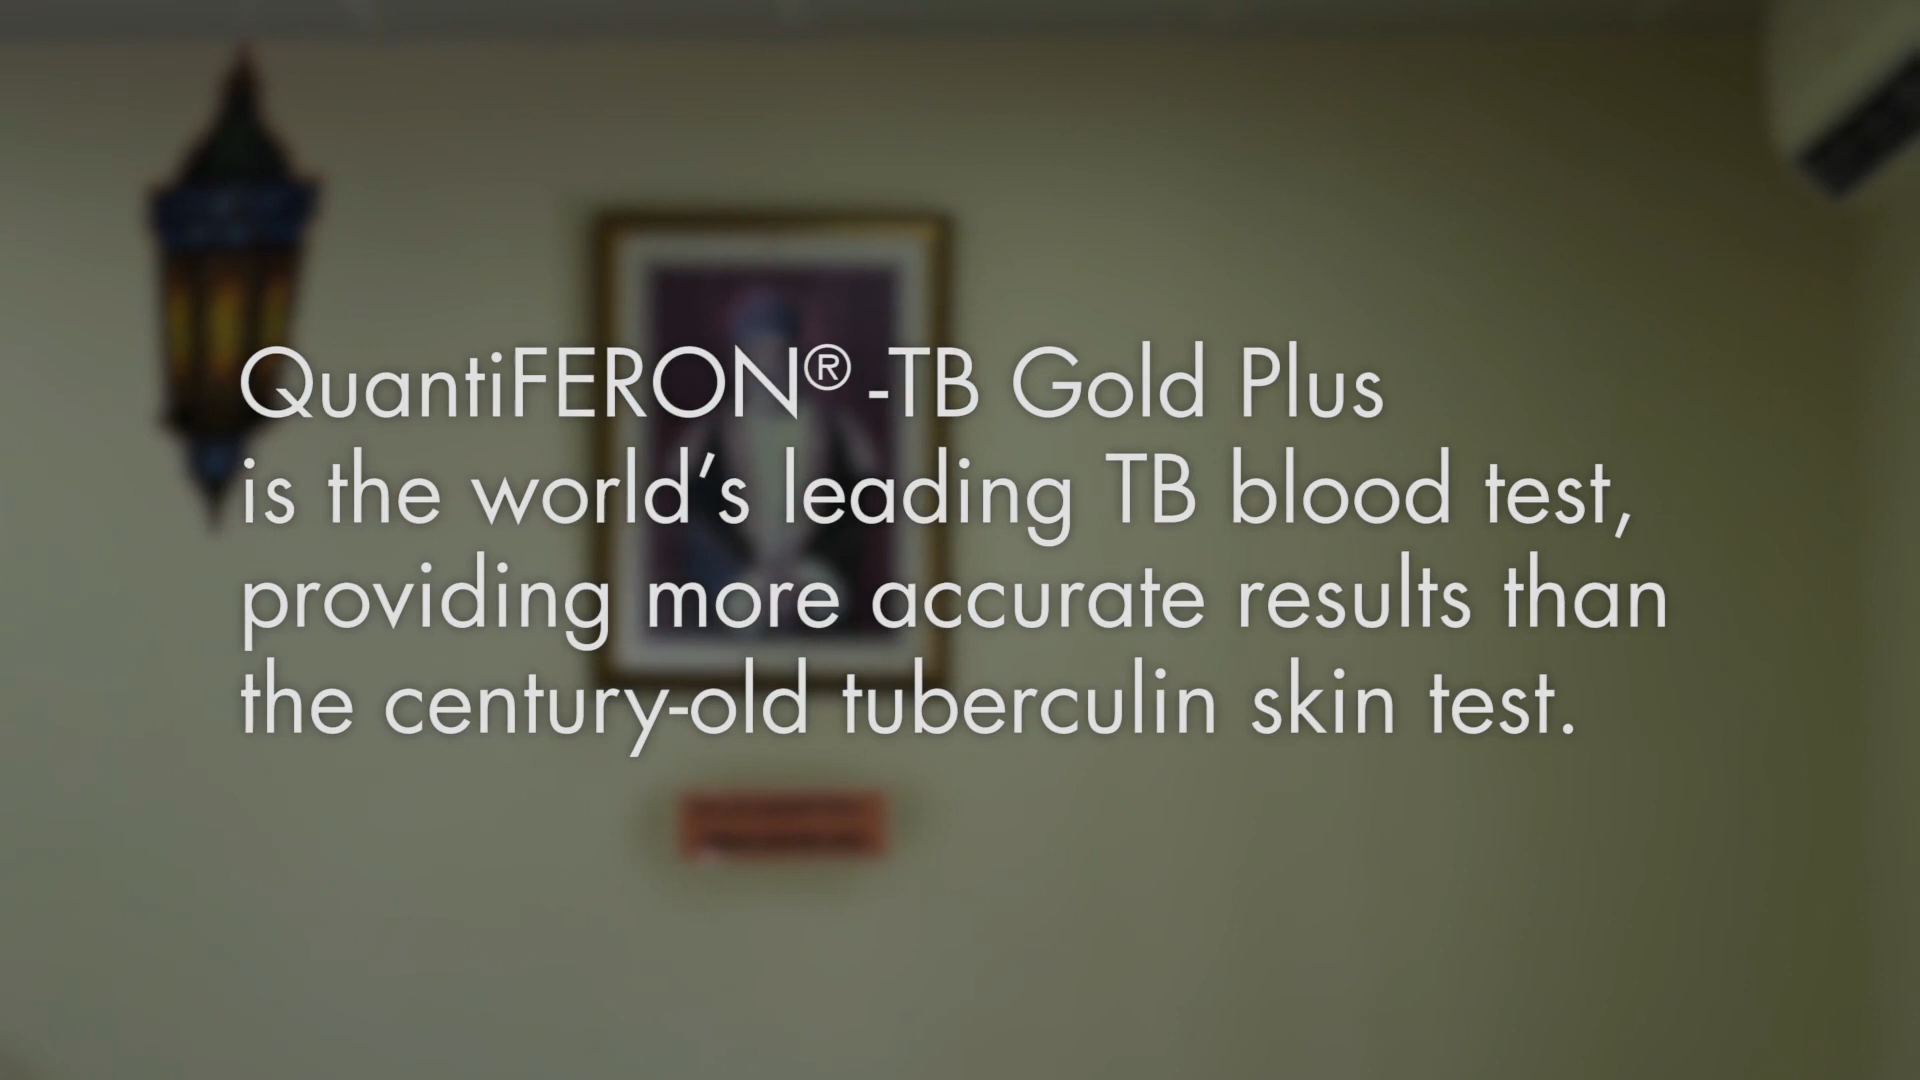 QuantiFERON® -TB Gold Plus
is the world’s leading TB blood test,
providing more accurate results than
the century-old tuberculin skin test.